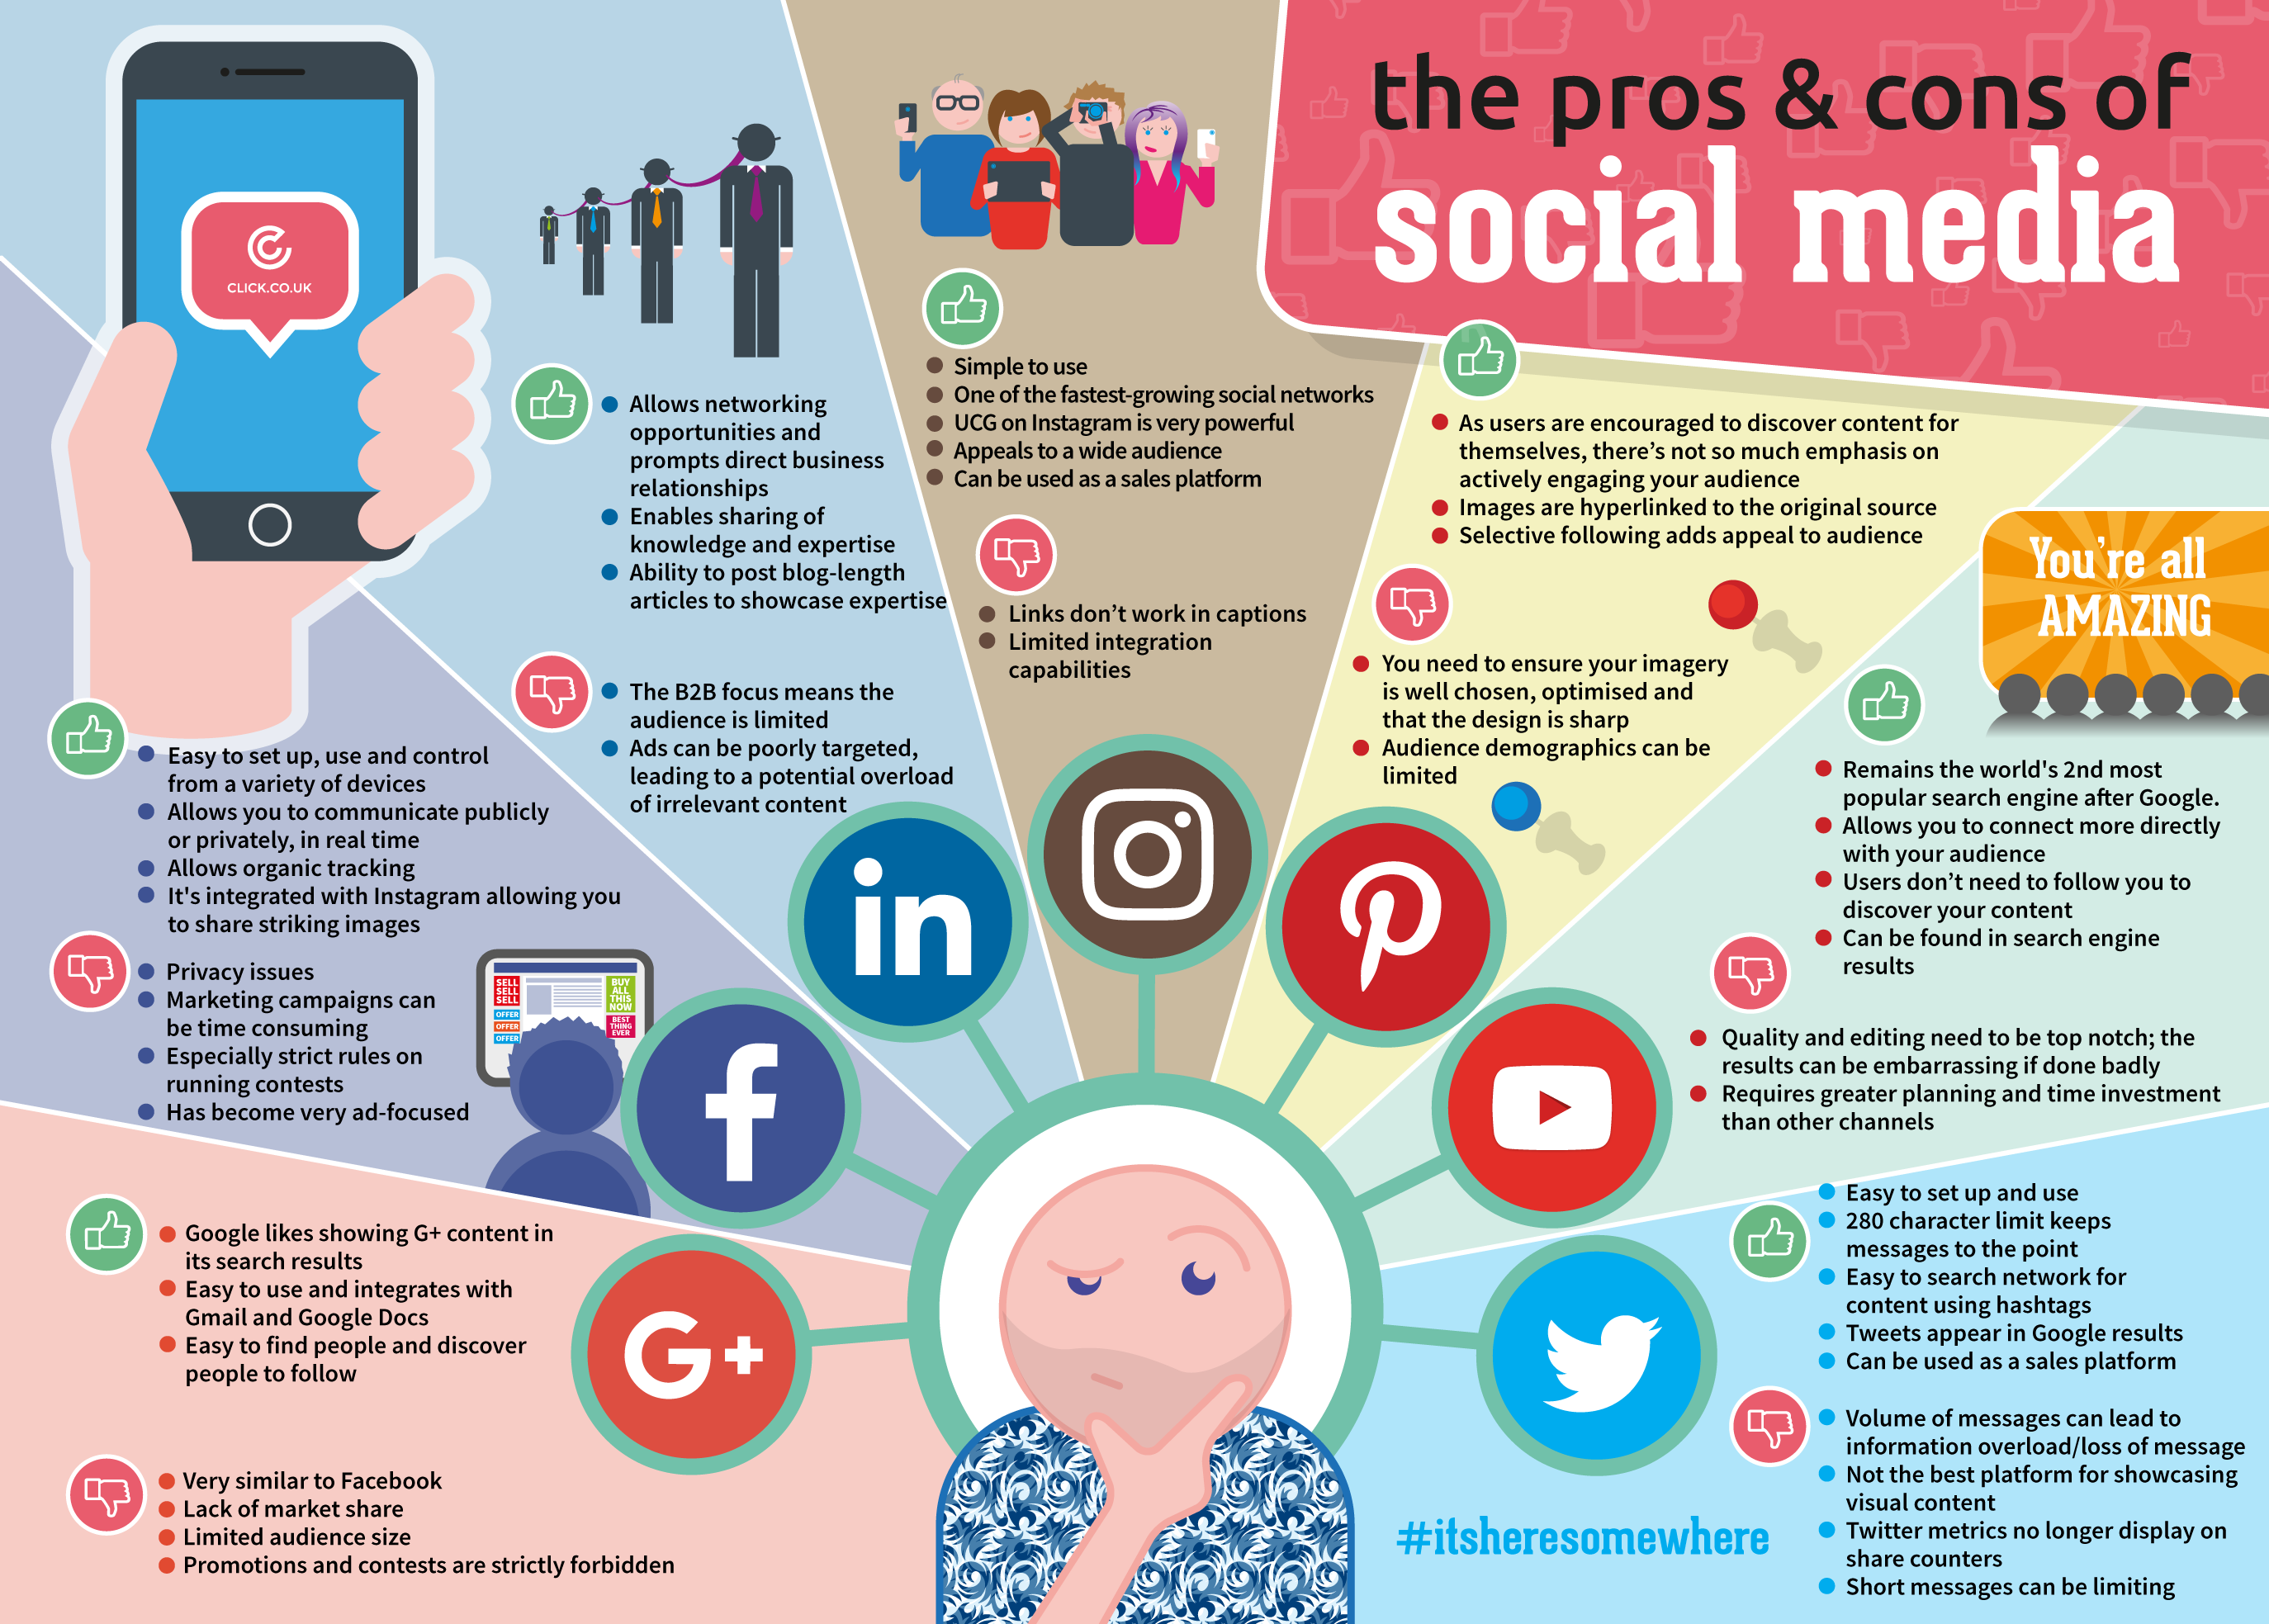 the pros & cons of
social media
CLICK.CO.UK
Allows networking
opportunities and
prompts direct business
relationships
Enables sharing of
knowledge and expertise
Ability to post blog-length
articles to showcase expertise
The B2B focus means the
audience is limited
Ads can be poorly targeted,
leading to a potential overload
of irrelevant content
in
Simple to use
One of the fastest-growing social networks
UCG on Instagram is very powerful
Appeals to a wide audience
Can be used as a sales platform
Links don't work in captions
Limited integration
capabilities
As users are encouraged to discover content for
themselves, there's not so much emphasis on
actively engaging your audience
Images are hyperlinked to the original source
Selective following adds appeal to audience
You need to ensure your imagery
is well chosen, optimised and
that the design is sharp
Audience demographics can be
limited
You're all
AMAZING
Remains the world's 2nd most
popular search engine after Google.
Allows you to connect more directly
with your audience
Users don't need to follow you to
discover your content
Can be found in search engine
results
Quality and editing need to be top notch; the
results can be embarrassing if done badly
Requires greater planning and time investment
than other channels
Easy to set up, use and control
from a variety of devices
Allows you to communicate publicly
or privately, in real time
Allows organic tracking
It's integrated with Instagram allowing you
to share striking images
Privacy issues
Marketing campaigns can
be time consuming
Especially strict rules on
running contests
Has become very ad-focused
SELL
SELL
SELL
OFFER
OFFER
OFFER
BUY
ALL
THIS
NOW
BEST
THING
EVER
f
Google likes showing G+ content in
its search results
Easy to use and integrates with
Gmail and Google Docs
Easy to find people and discover
people to follow
Very similar to Facebook
Lack of market share
Limited audience size
Promotions and contests are strictly forbidden
G+
Easy to set up and use
280 character limit keeps
messages to the point
Easy to search network for
content using hashtags
Tweets appear in Google results
Can be used as a sales platform
Volume of messages can lead to
information overload/loss of message
Not the best platform for showcasing
visual content
Twitter metrics no longer display on
share counters
Short messages can be limiting
#itsheresomewhere